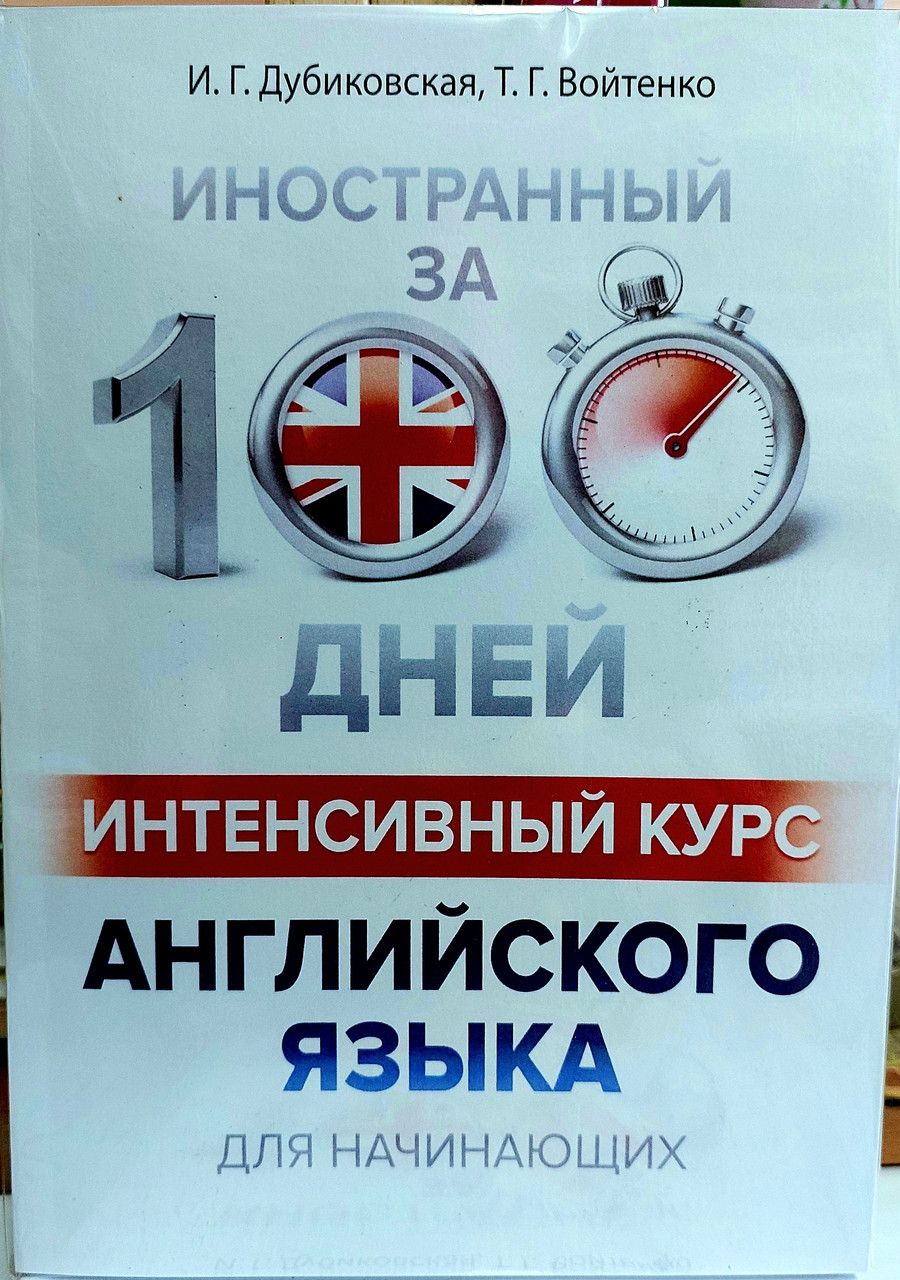 И. Г. Дубиковская, Т. Г. Войтенко
ИНОСТРАННЫЙ
ЗА
100
ДНЕЙ
ИНТЕНСИВНЫЙ КУРС
АНГЛИЙСКОГО
ЯЗЫКА
ДЛЯ НАЧИНАЮЩИХ